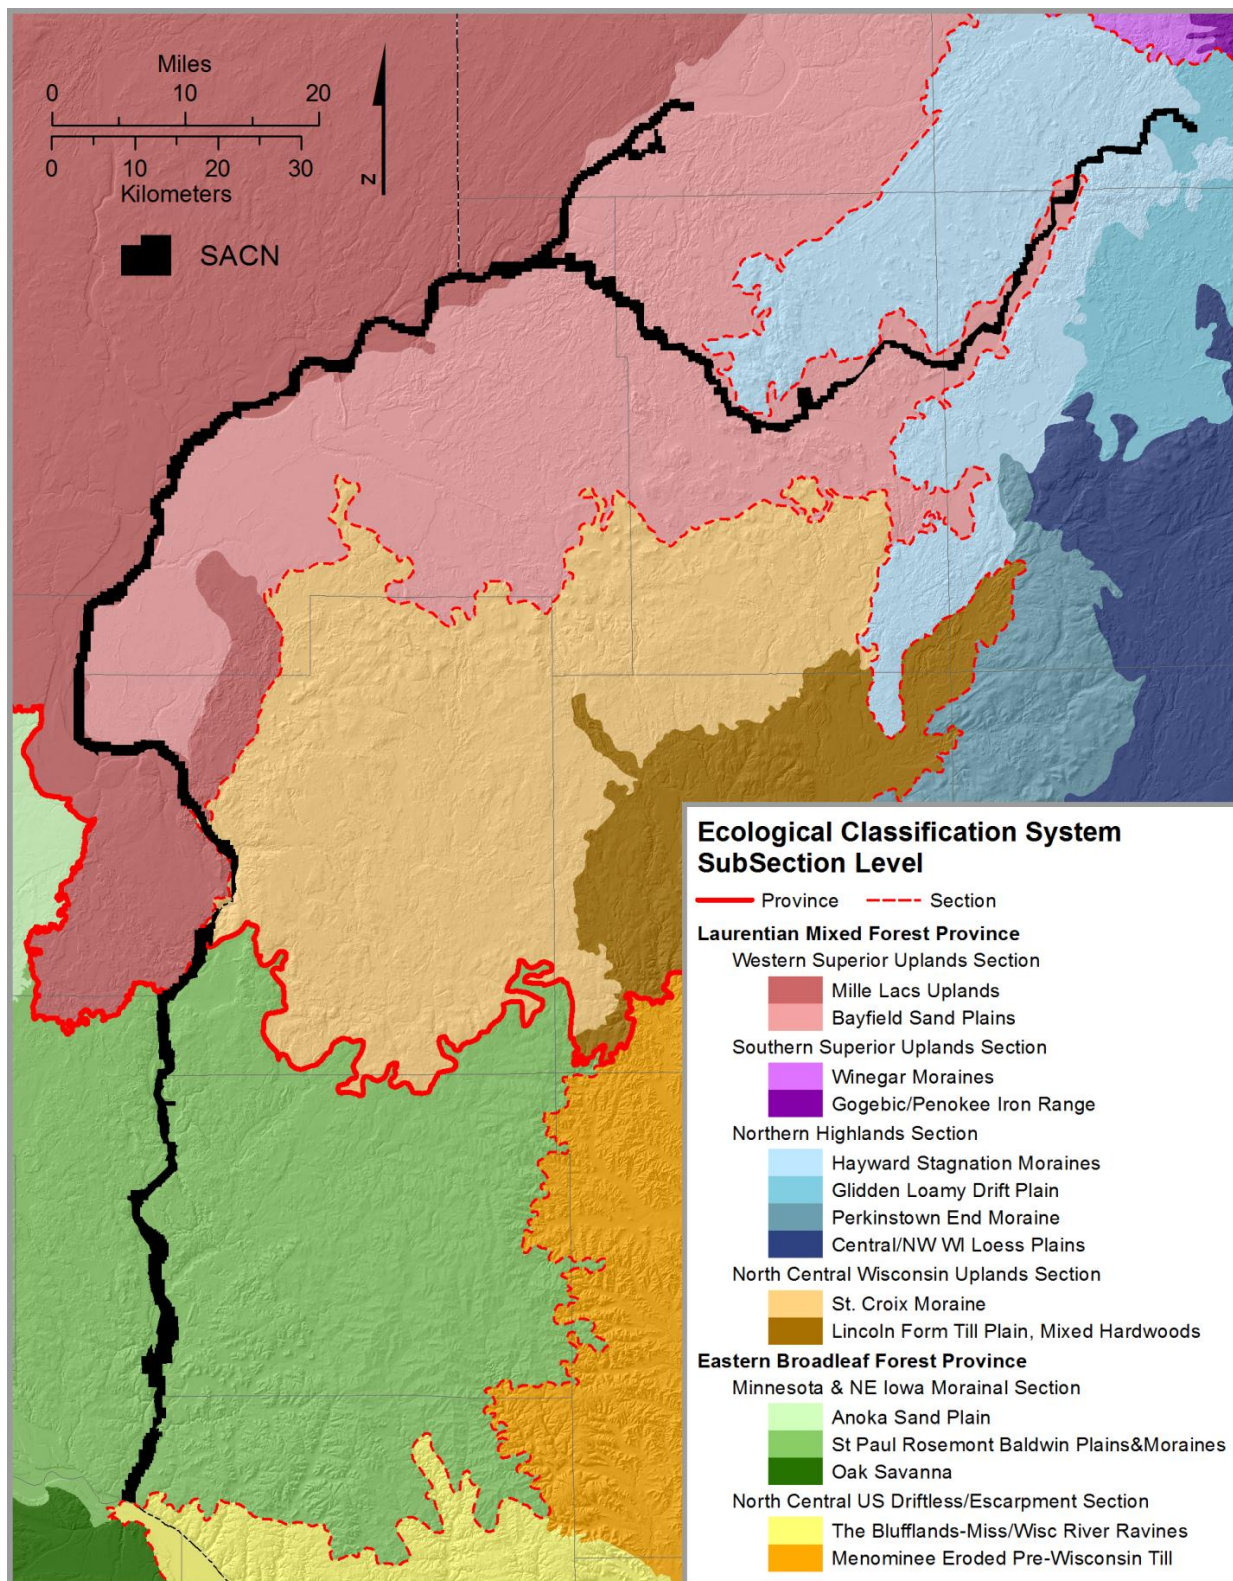 Miles
0 10 20
0 10 20 30
Kilometers
N
SACN
Ecological Classification System
SubSection Level
Province Section
Laurentian Mixed Forest Province
Western Superior Uplands Section
Mille Lacs Uplands
Bayfield Sand Plains
Southern Superior Uplands Section
Winegar Moraines
Gogebic/Penokee Iron Range
Northern Highlands Section
Hayward Stagnation Moraines
Glidden Loamy Drift Plain
Perkinstown End Moraine
Central/NW WI Loess Plains
North Central Wisconsin Uplands Section
St. Croix Moraine
Lincoln Form Till Plain, Mixed Hardwoods
Eastern Broadleaf Forest Province
Minnesota & NE Iowa Morainal Section
Anoka Sand Plain
St Paul Rosemont Baldwin Plains&Moraines
Oak Savanna
North Central US Driftless/Escarpment Section
The Blufflands-Miss/Wisc River Ravines
Menominee Eroded Pre-Wisconsin Till